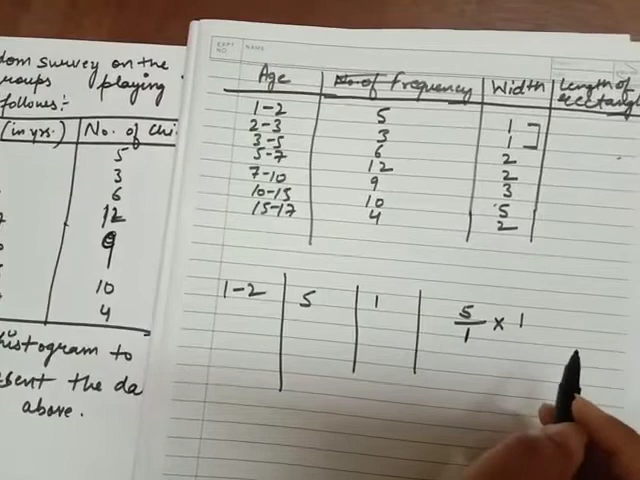 dom survey on the
roups playing
follows:-
(in yrs.) No. of Chi
5
3
6
12
9
10
4
histogram to
sent the da
above.
EXPT. NO. NAME
Age frequency Width Length of rectangle
1-2 5 1
2-3 3 1
3-5 6 2
5-7 12 2
7-10 9 3
10-15 10 5
15-17 4 2
1-2 5 1 5/1 × 1